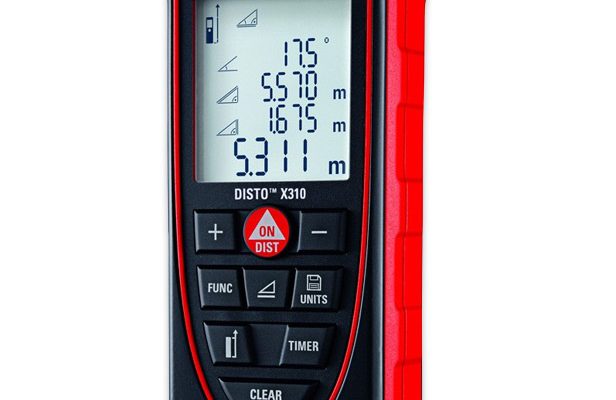 17.5°
5.570 m
1.675 m
5.311 m
DISTO™ X310
+ ON DIST −
FUNC UNITS
TIMER
CLEAR